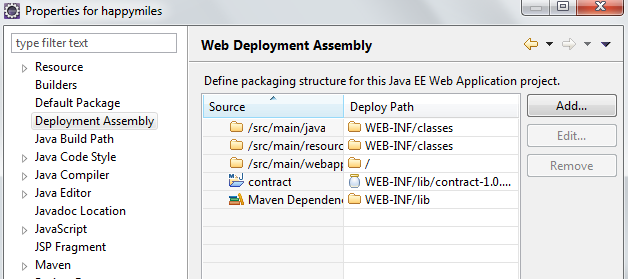 Properties for happymiles
type filter text
Resource
Builders
Default Package
Deployment Assembly
Java Build Path
Java Code Style
Java Compiler
Java Editor
Javadoc Location
JavaScript
JSP Fragment
Maven
Web Deployment Assembly
Define packaging structure for this Java EE Web Application project.
Source Deploy Path
/src/main/java WEB-INF/classes
/src/main/resourc WEB-INF/classes
/src/main/webapp /
contract WEB-INF/lib/contract-1.0....
Maven Dependenc WEB-INF/lib
Add...
Edit...
Remove